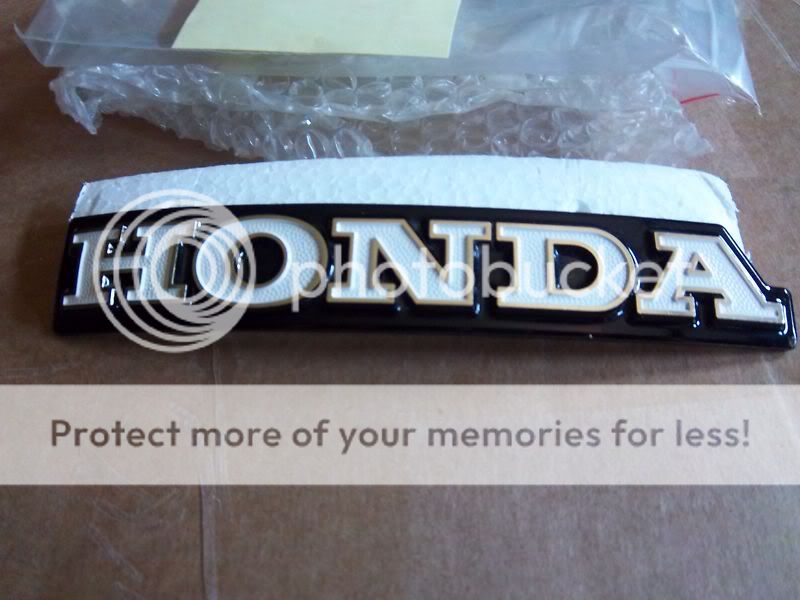 HONDA
photobucket
Protect more of your memories for less!